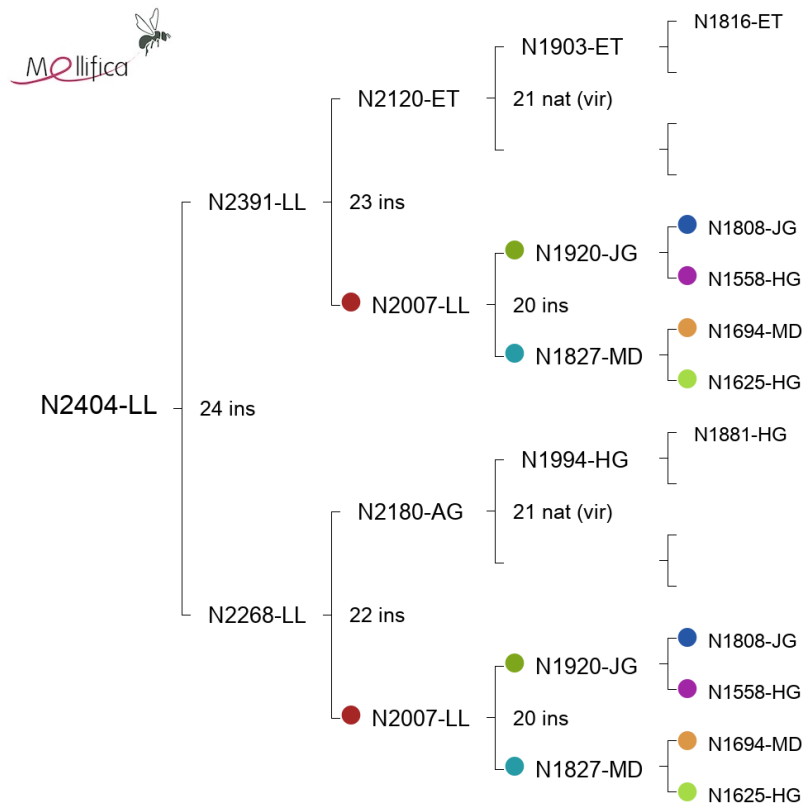 Mellifica
N1816-ET
N1903-ET
N2120-ET
21 nat (vir)
N2391-LL
23 ins
N1808-JG
N1920-JG
N1558-HG
N2007-LL
20 ins
N1694-MD
N1827-MD
N1625-HG
N2404-LL
24 ins
N1881-HG
N1994-HG
N2180-AG
21 nat (vir)
N2268-LL
22 ins
N1808-JG
N1920-JG
N1558-HG
N2007-LL
20 ins
N1694-MD
N1827-MD
N1625-HG